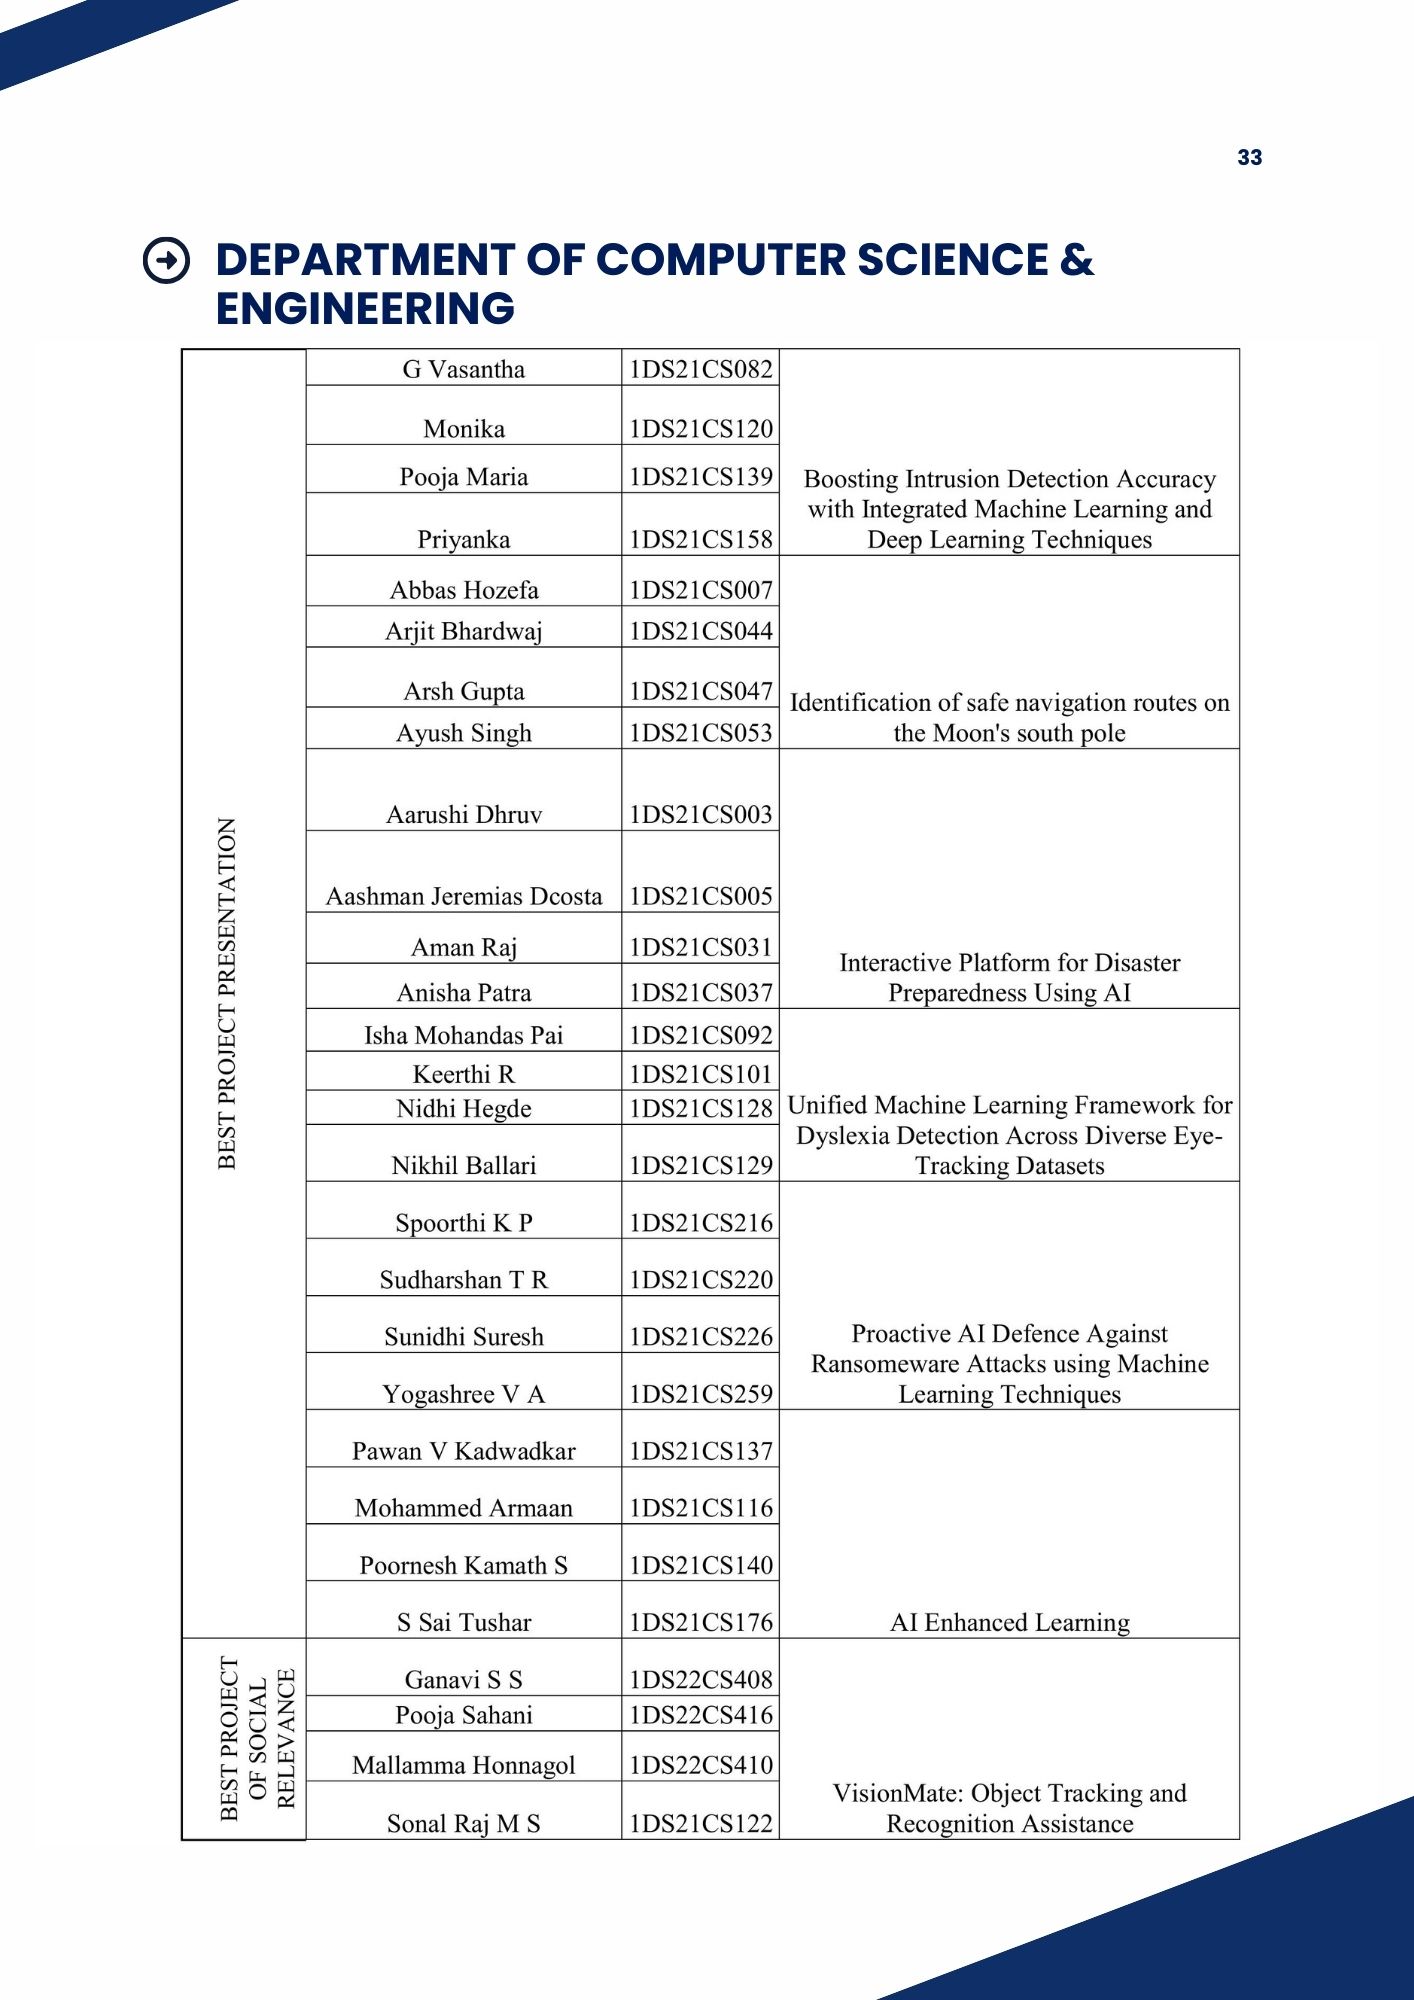 33
DEPARTMENT OF COMPUTER SCIENCE &
ENGINEERING
BEST PROJECT PRESENTATION
G Vasantha 1DS21CS082
Monika 1DS21CS120
Pooja Maria 1DS21CS139
Priyanka 1DS21CS158
Boosting Intrusion Detection Accuracy
with Integrated Machine Learning and
Deep Learning Techniques
Abbas Hozefa 1DS21CS007
Arjit Bhardwaj 1DS21CS044
Arsh Gupta 1DS21CS047
Ayush Singh 1DS21CS053
Identification of safe navigation routes on
the Moon's south pole
Aarushi Dhruv 1DS21CS003
Aashman Jeremias Dcosta 1DS21CS005
Aman Raj 1DS21CS031
Anisha Patra 1DS21CS037
Interactive Platform for Disaster
Preparedness Using AI
Isha Mohandas Pai 1DS21CS092
Keerthi R 1DS21CS101
Nidhi Hegde 1DS21CS128
Nikhil Ballari 1DS21CS129
Unified Machine Learning Framework for
Dyslexia Detection Across Diverse Eye-
Tracking Datasets
Spoorthi K P 1DS21CS216
Sudharshan T R 1DS21CS220
Sunidhi Suresh 1DS21CS226
Yogashree V A 1DS21CS259
Proactive AI Defence Against
Ransomeware Attacks using Machine
Learning Techniques
Pawan V Kadwadkar 1DS21CS137
Mohammed Armaan 1DS21CS116
Poornesh Kamath S 1DS21CS140
S Sai Tushar 1DS21CS176
AI Enhanced Learning
BEST PROJECT
OF SOCIAL
RELEVANCE
Ganavi S S 1DS22CS408
Pooja Sahani 1DS22CS416
Mallamma Honnagol 1DS22CS410
Sonal Raj M S 1DS21CS122
VisionMate: Object Tracking and
Recognition Assistance